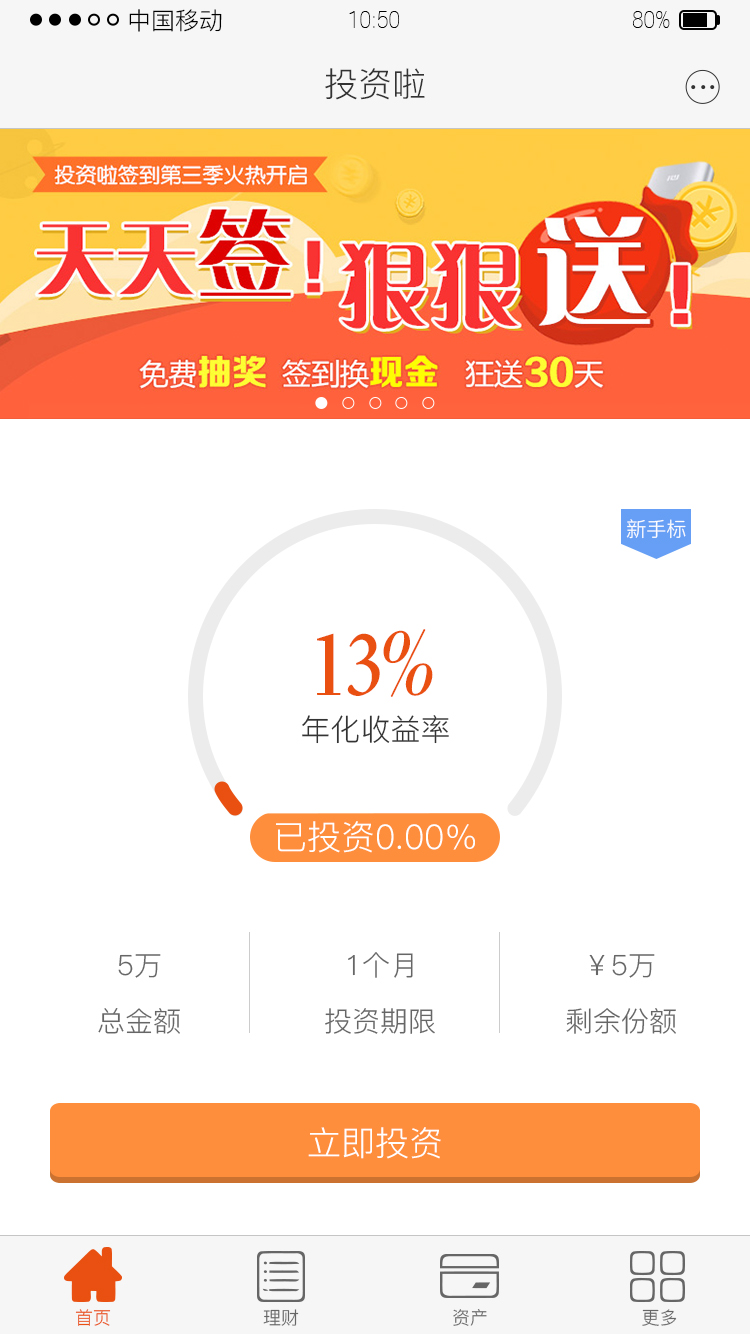 中国移动 10:50 80%
投资啦
投资啦签到第三季火热开启
天天签！狠狠送！
免费抽奖 签到换现金 狂送30天
新手标
13%
年化收益率
已投资0.00%
5万 1个月 ¥5万
总金额 投资期限 剩余份额
立即投资
首页 理财 资产 更多